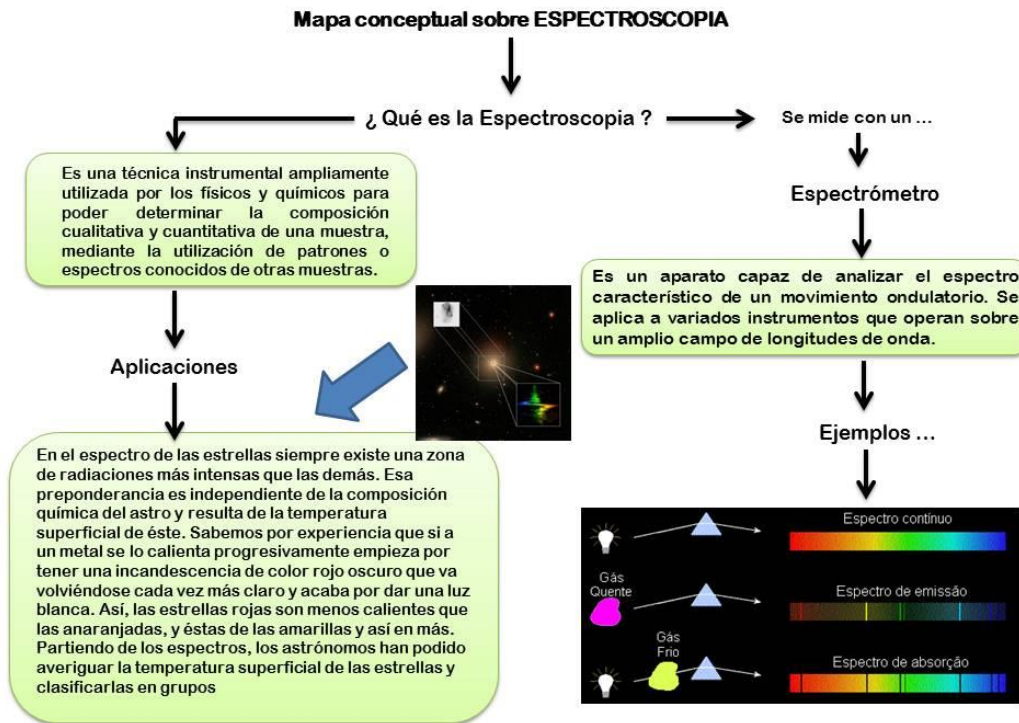 Mapa conceptual sobre ESPECTROSCOPIA
¿ Qué es la Espectroscopia ?
Es una técnica instrumental ampliamente
utilizada por los físicos y químicos para
poder determinar la composición
cualitativa y cuantitativa de una muestra,
mediante la utilización de patrones o
espectros conocidos de otras muestras.
Aplicaciones
En el espectro de las estrellas siempre existe una zona
de radiaciones más intensas que las demás. Esa
preponderancia es independiente de la composición
química del astro y resulta de la temperatura
superficial de éste. Sabemos por experiencia que si a
un metal se lo calienta progresivamente empieza por
tener una incandescencia de color rojo oscuro que va
volviéndose cada vez más claro y acaba por dar una luz
blanca. Así, las estrellas rojas son menos calientes que
las anaranjadas, y éstas de las amarillas y así en más.
Partiendo de los espectros, los astrónomos han podido
averiguar la temperatura superficial de las estrellas y
clasificarlas en grupos
Se mide con un ...
Espectrómetro
Es un aparato capaz de analizar el espectro
característico de un movimiento ondulatorio. Se
aplica a variados instrumentos que operan sobre
un amplio campo de longitudes de onda.
Ejemplos ...
Espectro contínuo
Gás
Quente
Espectro de emissão
Gás
Frio
Espectro de absorção